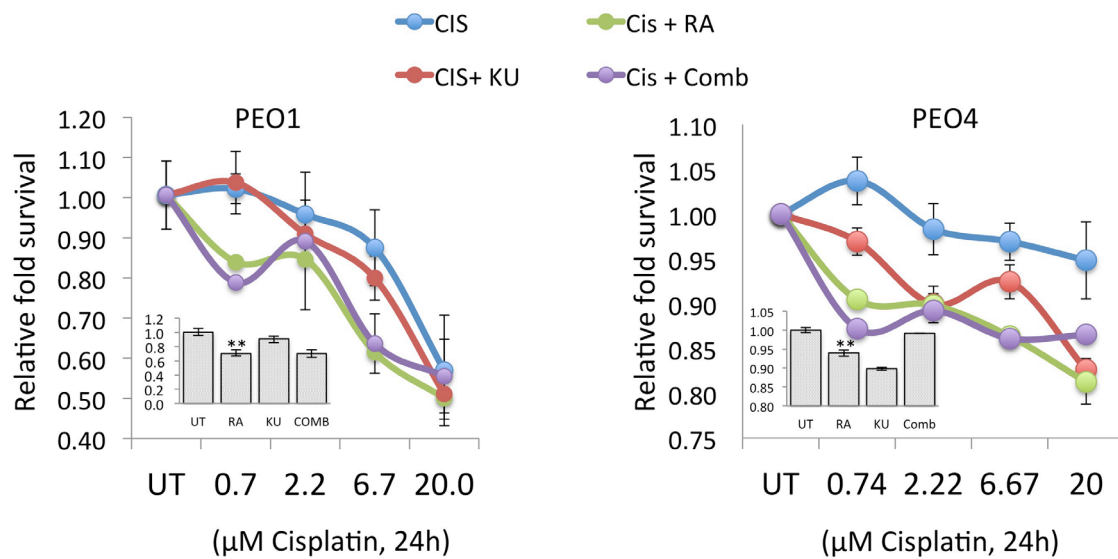 CIS
Cis + RA
CIS+ KU
Cis + Comb
PEO1
Relative fold survival
1.20
1.10
1.00
0.90
0.80
0.70
0.60
0.50
0.40
1.2
1.0
0.8
0.6
0.4
0.2
0.0
**
UT RA KU COMB
UT 0.7 2.2 6.7 20.0
(µM Cisplatin, 24h)
PEO4
Relative fold survival
1.10
1.05
1.00
0.95
0.90
0.85
0.80
0.75
1.05
1.00
0.95
0.90
0.85
0.80
**
UT RA KU Comb
UT 0.74 2.22 6.67 20
(µM Cisplatin, 24h)